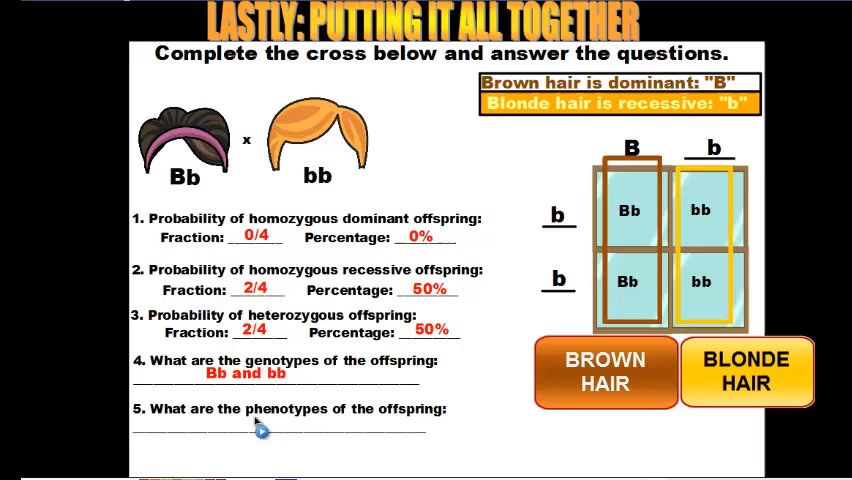 LASTLY: PUTTING IT ALL TOGETHER
Complete the cross below and answer the questions.
Brown hair is dominant: "B"
Blonde hair is recessive: "b"
x
Bb
bb
B b
b Bb bb
b Bb bb
BROWN HAIR
BLONDE HAIR
1. Probability of homozygous dominant offspring:
Fraction: 0/4 Percentage: 0%
2. Probability of homozygous recessive offspring:
Fraction: 2/4 Percentage: 50%
3. Probability of heterozygous offspring:
Fraction: 2/4 Percentage: 50%
4. What are the genotypes of the offspring:
Bb and bb
5. What are the phenotypes of the offspring: